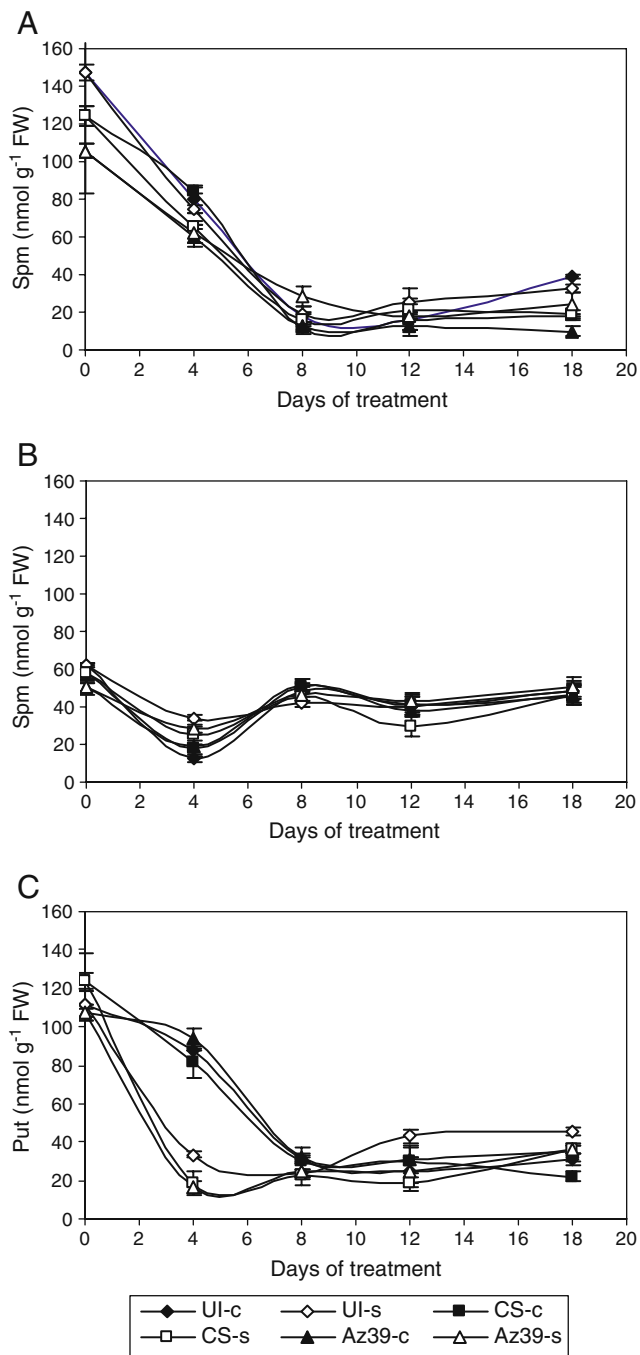 A
160
140
120
100
80
60
40
20
0
Spm (nmol g⁻¹ FW)
0 2 4 6 8 10 12 14 16 18 20
Days of treatment
B
160
140
120
100
80
60
40
20
0
Spm (nmol g⁻¹ FW)
0 2 4 6 8 10 12 14 16 18 20
Days of treatment
C
160
140
120
100
80
60
40
20
0
Put (nmol g⁻¹ FW)
0 2 4 6 8 10 12 14 16 18 20
Days of treatment
UI-c UI-s CS-c
CS-s Az39-c Az39-s